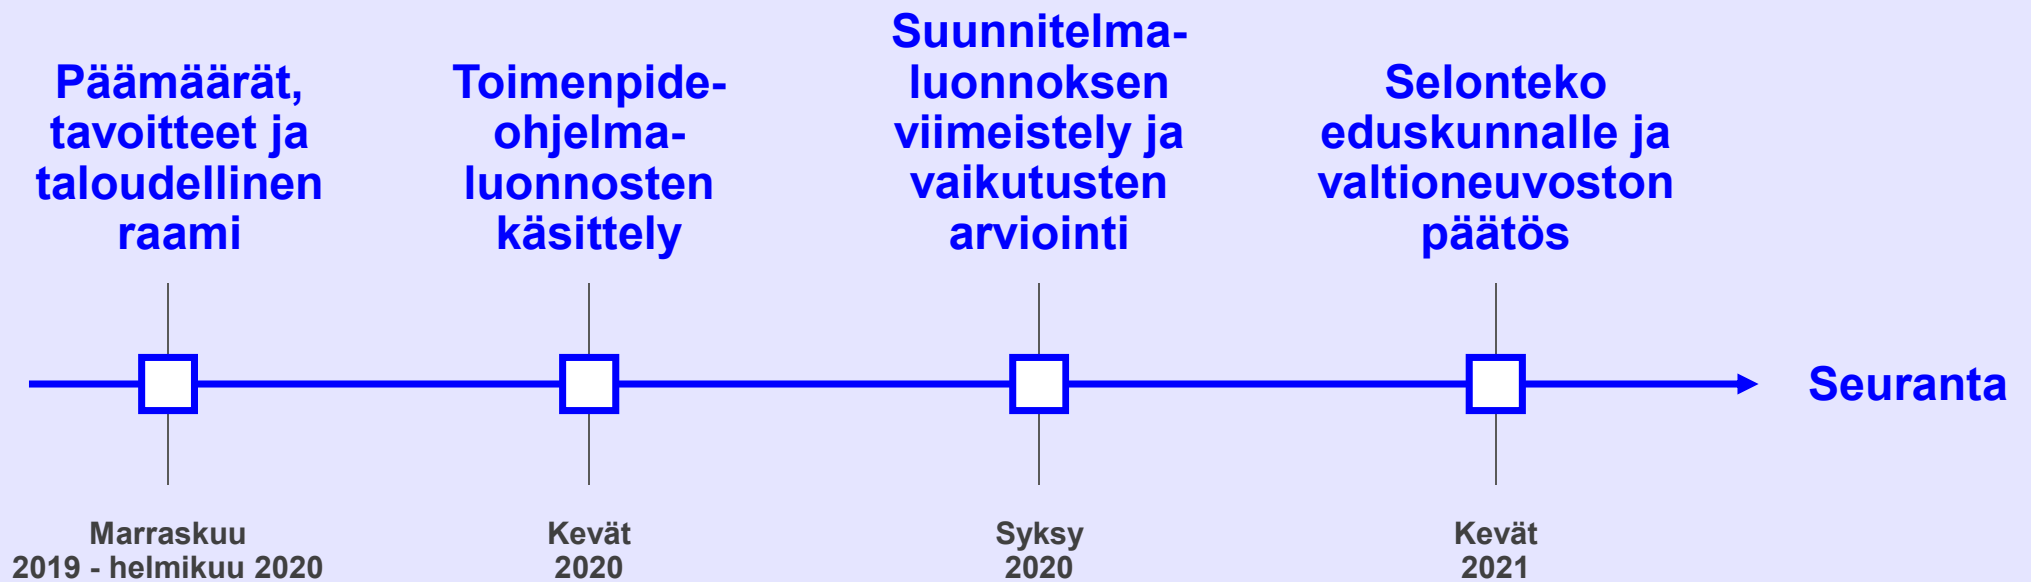 Päämäärät,
tavoitteet ja
taloudellinen
raami
Toimenpide-
ohjelma-
luonnosten
käsittely
Suunnitelma-
luonnoksen
viimeistely ja
vaikutusten
arviointi
Selonteko
eduskunnalle ja
valtioneuvoston
päätös
Seuranta
Marraskuu
2019 - helmikuu 2020
Kevät
2020
Syksy
2020
Kevät
2021